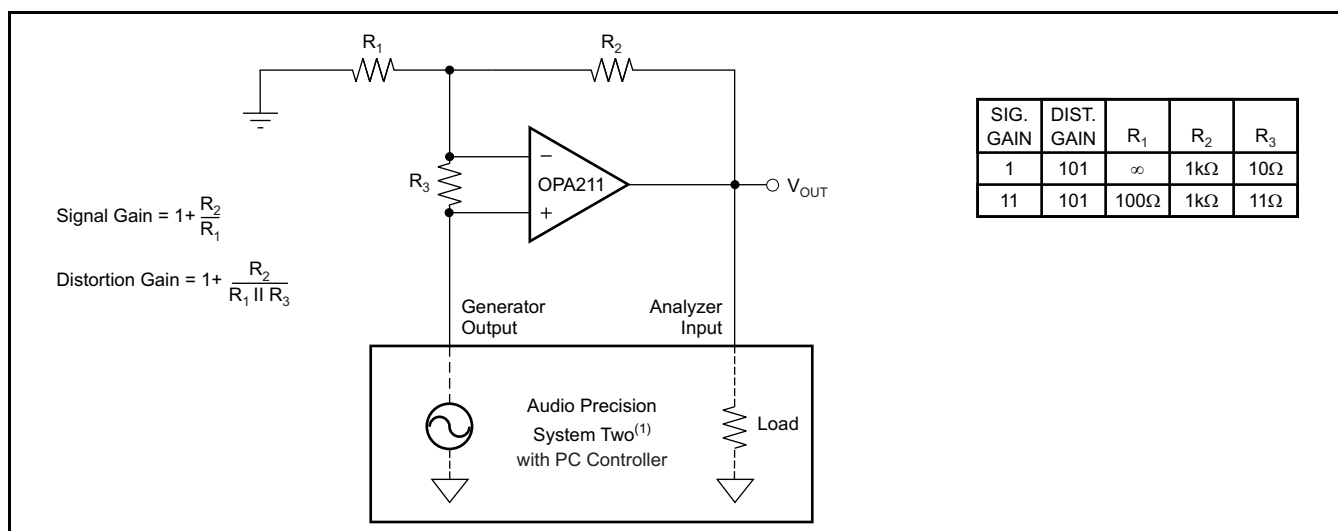 R1
R2
SIG. GAIN
DIST. GAIN
R1
R2
R3
1
101
∞
1kΩ
10Ω
11
101
100Ω
1kΩ
11Ω
R3
−
OPA211
+
VOUT
Signal Gain = 1+ R2
R1
Distortion Gain = 1+ R2
R1 II R3
Generator
Output
Analyzer
Input
Audio Precision
System Two(1)
with PC Controller
Load